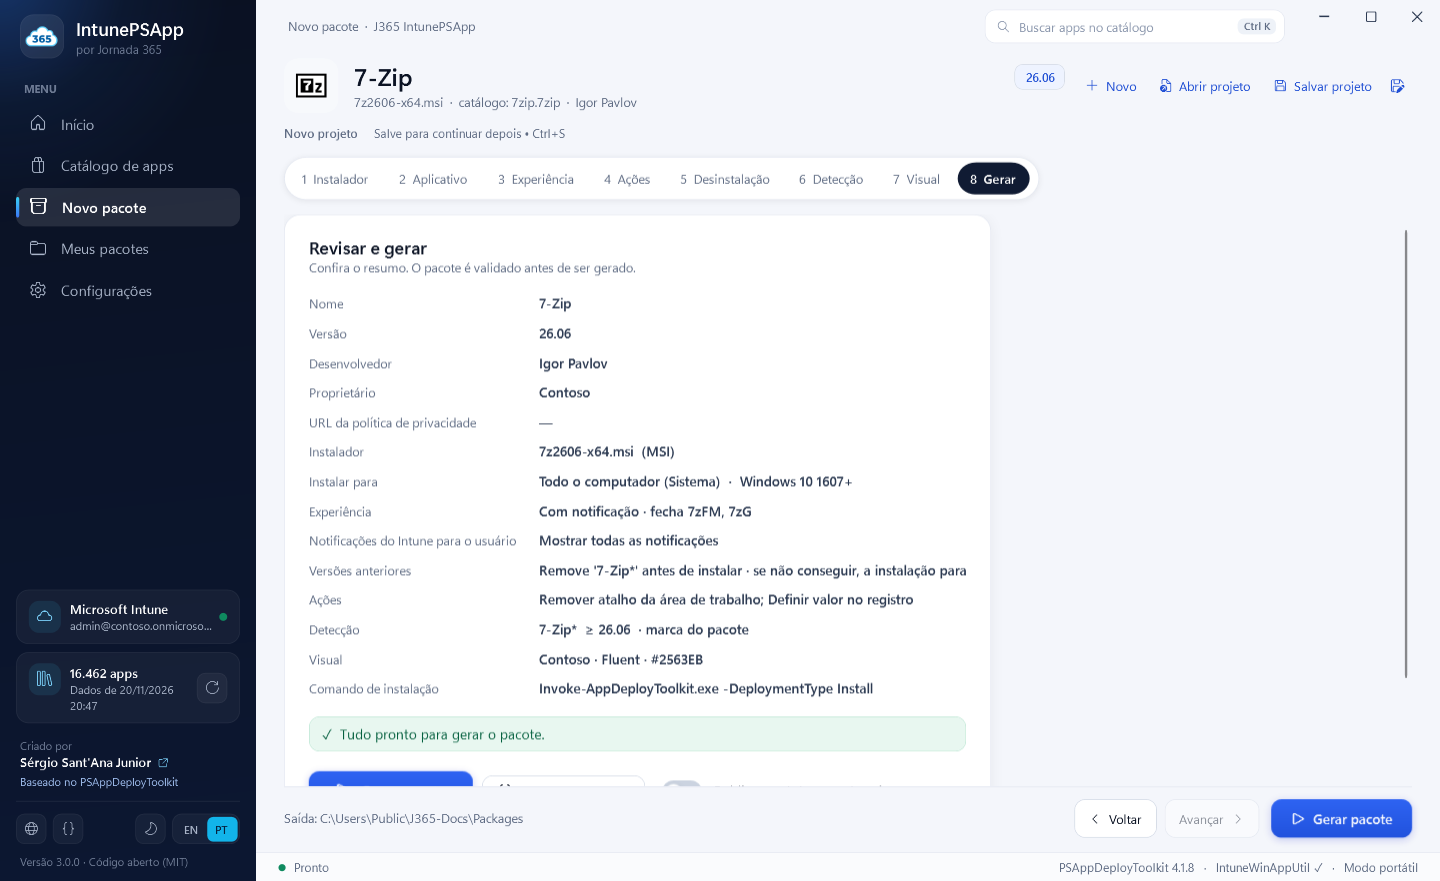 365
IntunePSApp
por Jornada 365
MENU
Início
Catálogo de apps
Novo pacote
Meus pacotes
Configurações
Microsoft Intune
admin@contoso.onmicroso...
16.462 apps
Dados de 20/11/2026
20:47
Criado por
Sérgio Sant'Ana Junior
Baseado no PSAppDeployToolkit
{}
EN PT
Versão 3.0.0 · Código aberto (MIT)
Novo pacote · J365 IntunePSApp
Buscar apps no catálogo Ctrl K
7z
7-Zip
7z2606-x64.msi · catálogo: 7zip.7zip · Igor Pavlov
26.06
Novo
Abrir projeto
Salvar projeto
Novo projeto Salve para continuar depois • Ctrl+S
1 Instalador 2 Aplicativo 3 Experiência 4 Ações 5 Desinstalação 6 Detecção 7 Visual 8 Gerar
Revisar e gerar
Confira o resumo. O pacote é validado antes de ser gerado.
Nome 7-Zip
Versão 26.06
Desenvolvedor Igor Pavlov
Proprietário Contoso
URL da política de privacidade —
Instalador 7z2606-x64.msi (MSI)
Instalar para Todo o computador (Sistema) · Windows 10 1607+
Experiência Com notificação · fecha 7zFM, 7zG
Notificações do Intune para o usuário Mostrar todas as notificações
Versões anteriores Remove '7-Zip*' antes de instalar · se não conseguir, a instalação para
Ações Remover atalho da área de trabalho; Definir valor no registro
Detecção 7-Zip* ≥ 26.06 · marca do pacote
Visual Contoso · Fluent · #2563EB
Comando de instalação Invoke-AppDeployToolkit.exe -DeploymentType Install
✓ Tudo pronto para gerar o pacote.
Saída: C:\Users\Public\J365-Docs\Packages
Voltar
Avançar
Gerar pacote
Pronto
PSAppDeployToolkit 4.1.8 · IntuneWinAppUtil ✓ · Modo portátil